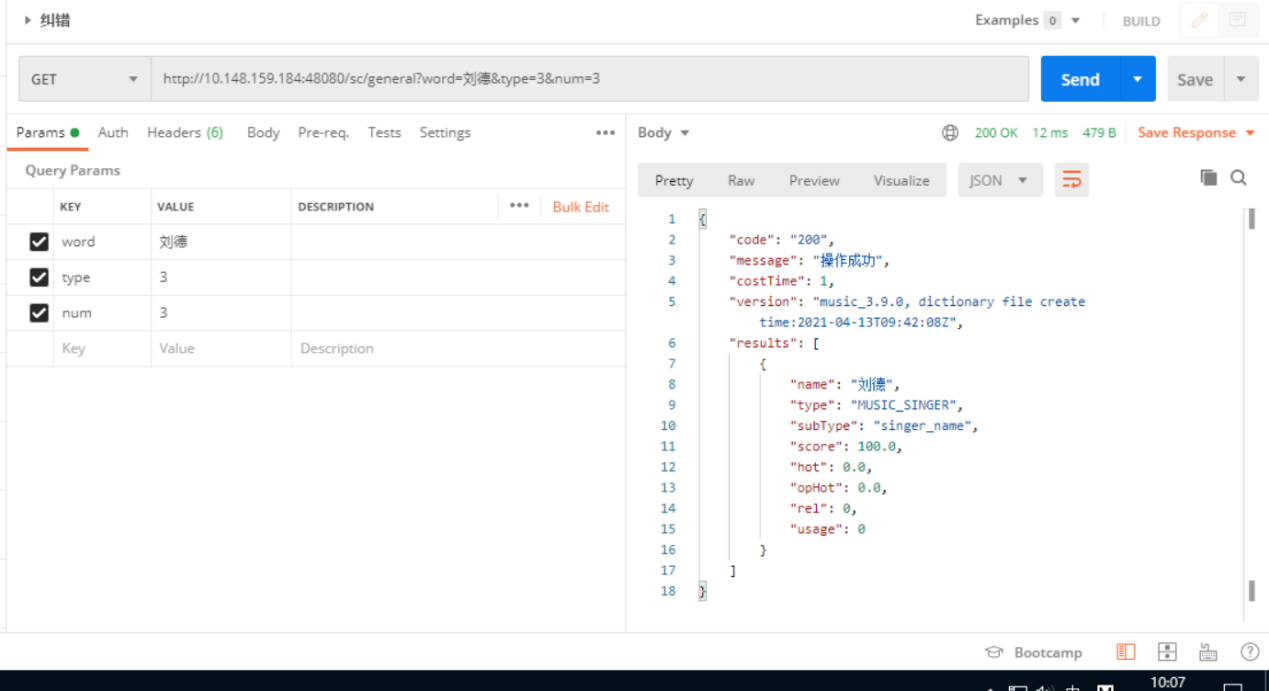 纠错
Examples 0
BUILD
GET
http://10.148.159.184:48080/sc/general?word=刘德&type=3&num=3
Send
Save
Params Auth Headers (6) Body Pre-req. Tests Settings
Body
200 OK 12 ms 479 B Save Response
Query Params
Pretty Raw Preview Visualize JSON
KEY VALUE DESCRIPTION
Bulk Edit
word 刘德
type 3
num 3
Key Value Description
1 {
2 "code": "200",
3 "message": "操作成功",
4 "costTime": 1,
5 "version": "music_3.9.0, dictionary file create
time:2021-04-13T09:42:08Z",
6 "results": [
7 {
8 "name": "刘德",
9 "type": "MUSIC_SINGER",
10 "subType": "singer_name",
11 "score": 100.0,
12 "hot": 0.0,
13 "opHot": 0.0,
14 "rel": 0,
15 "usage": 0
16 }
17 ]
18 }
Bootcamp
10:07